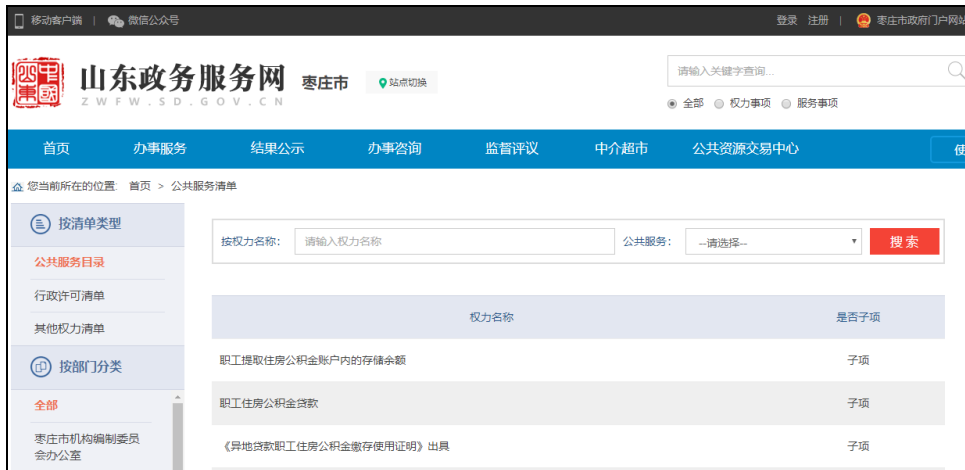 移动客户端 | 微信公众号 登录 注册 | 枣庄市政府门户网站
山东政务服务网 枣庄市 站点切换
ZWFW.SD.GOV.CN
请输入关键字查询...
全部 权力事项 服务事项
首页 办事服务 结果公示 办事咨询 监督评议 中介超市 公共资源交易中心 使
您当前所在的位置: 首页 > 公共服务清单
按清单类型
公共服务目录
行政许可清单
其他权力清单
按部门分类
全部
枣庄市机构编制委员
会办公室
按权力名称: 请输入权力名称 公共服务: --请选择-- 搜索
权力名称 是否子项
职工提取住房公积金账户内的存储余额 子项
职工住房公积金贷款 子项
《异地贷款职工住房公积金缴存使用证明》出具 子项